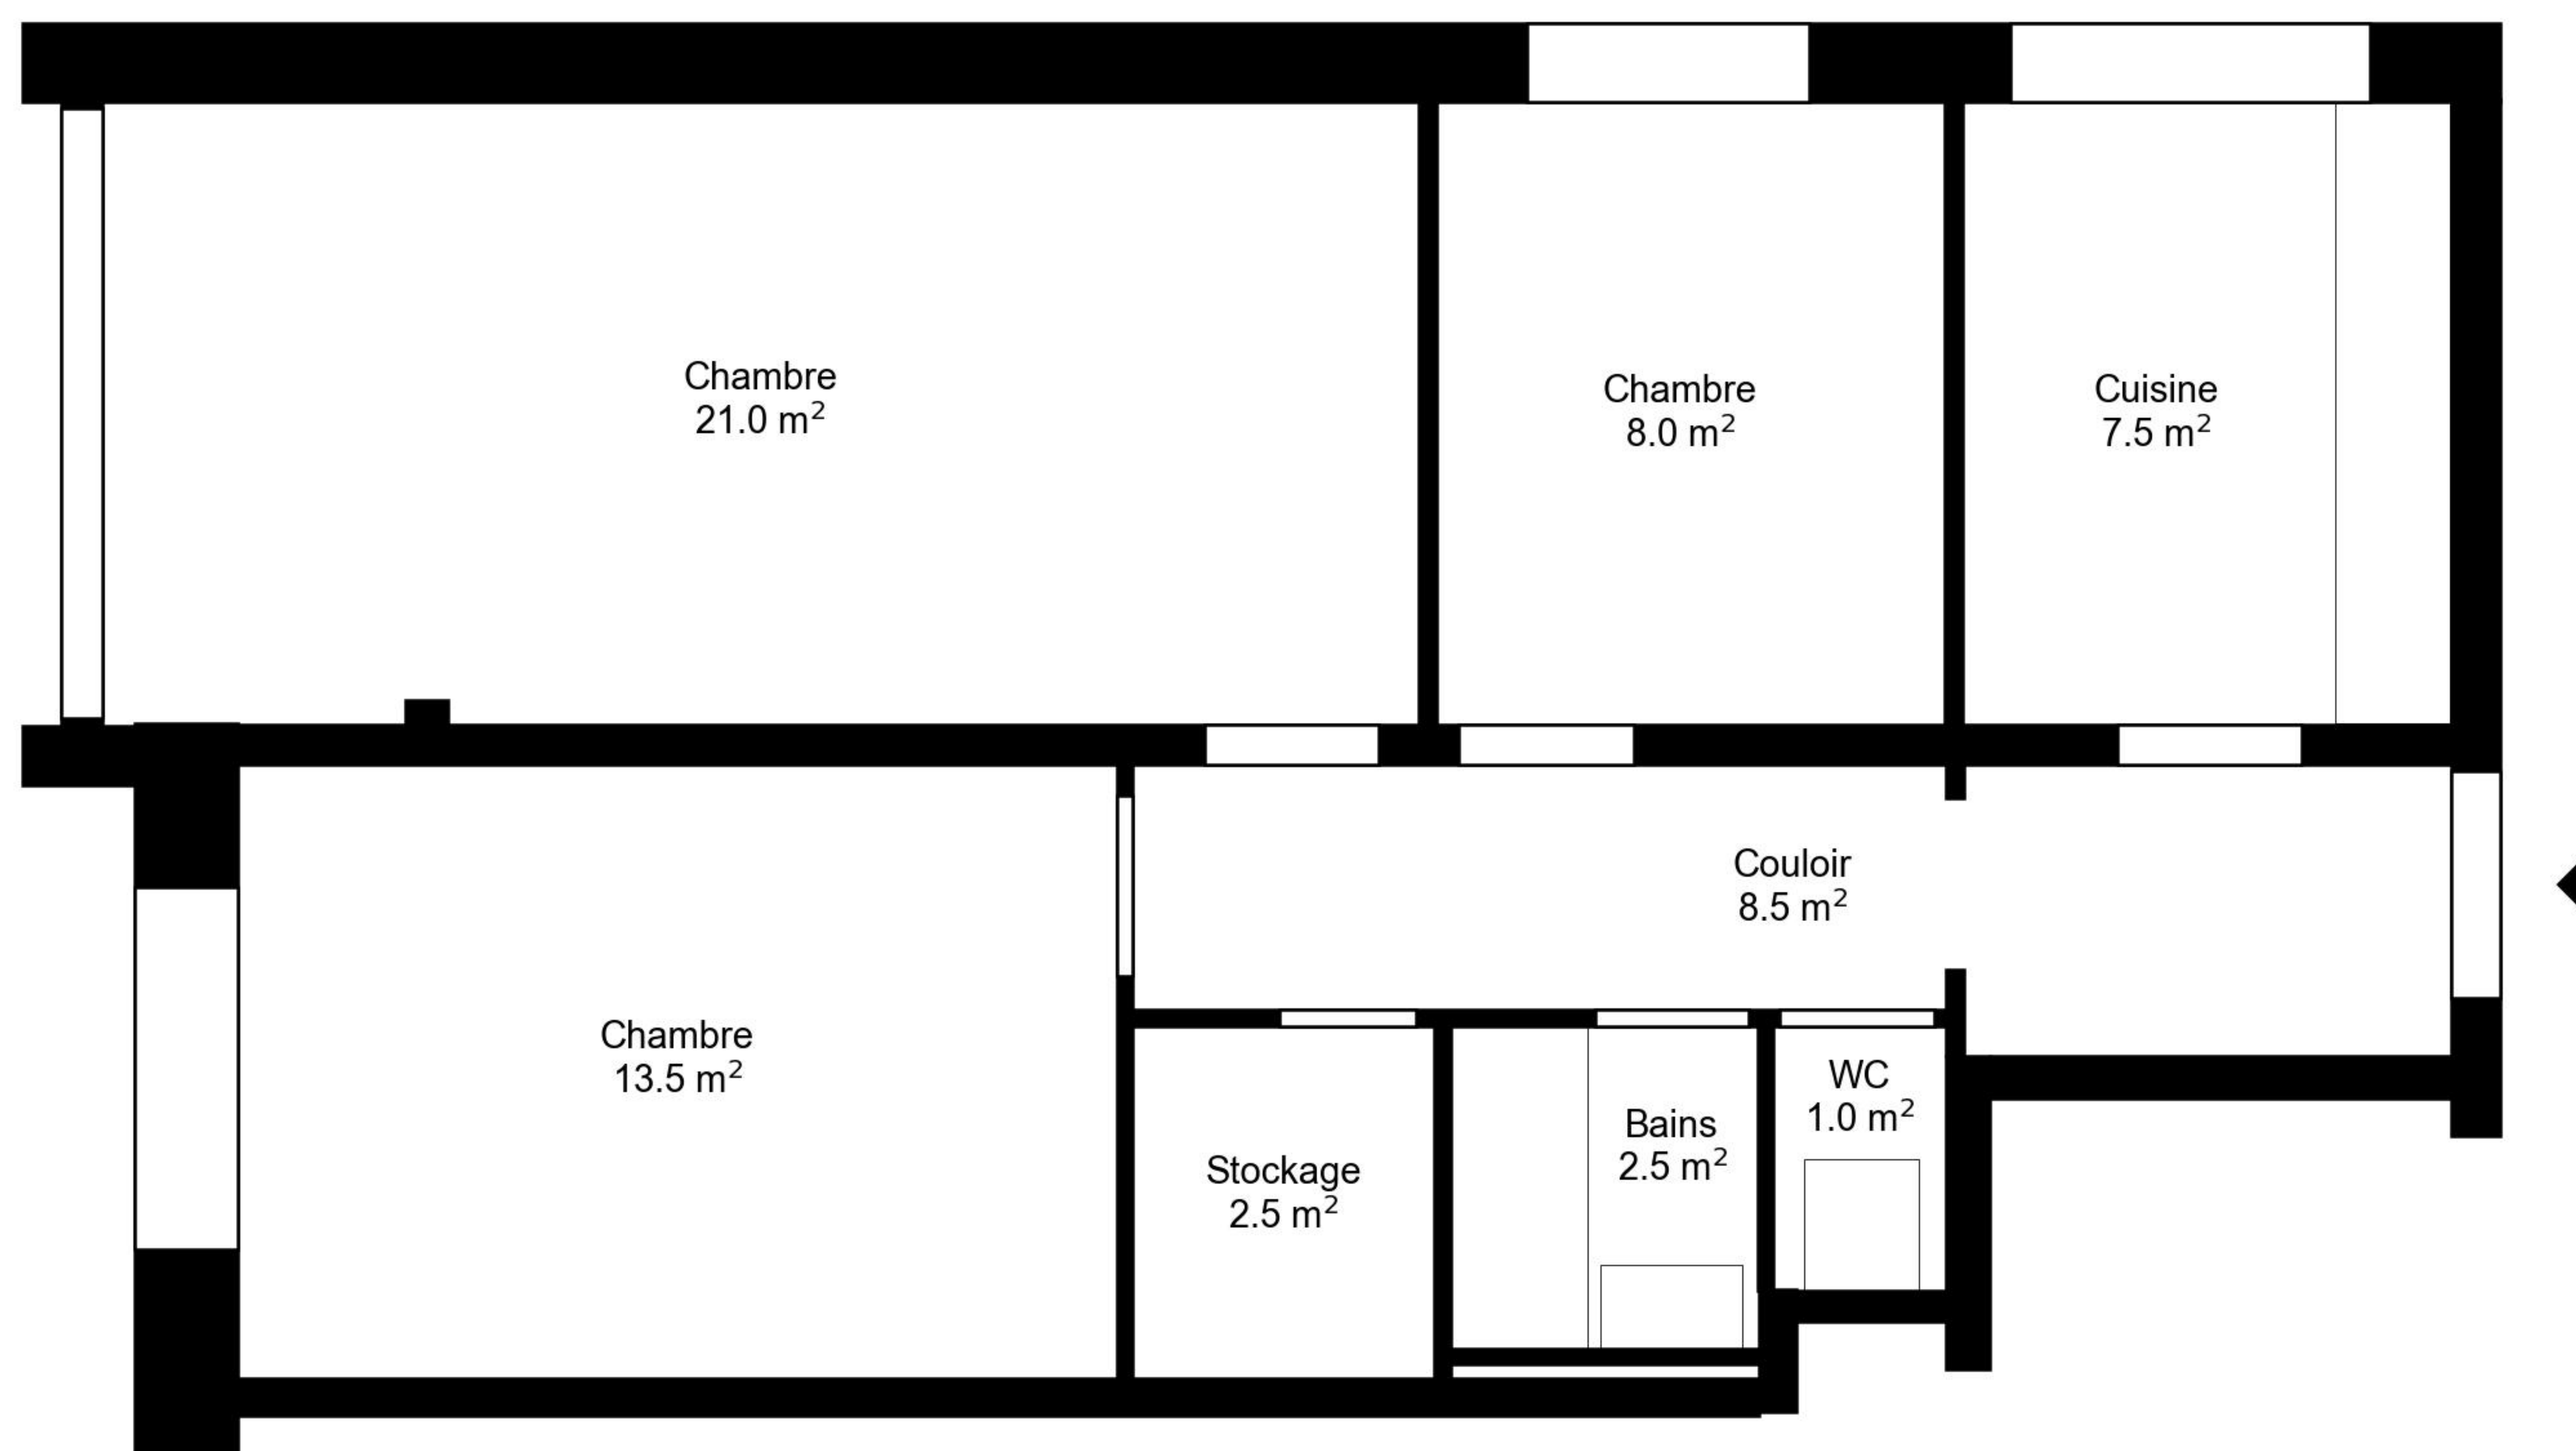 Chambre
21.0 m²
Chambre
8.0 m²
Cuisine
7.5 m²
Couloir
8.5 m²
Chambre
13.5 m²
Stockage
2.5 m²
Bains
2.5 m²
WC
1.0 m²